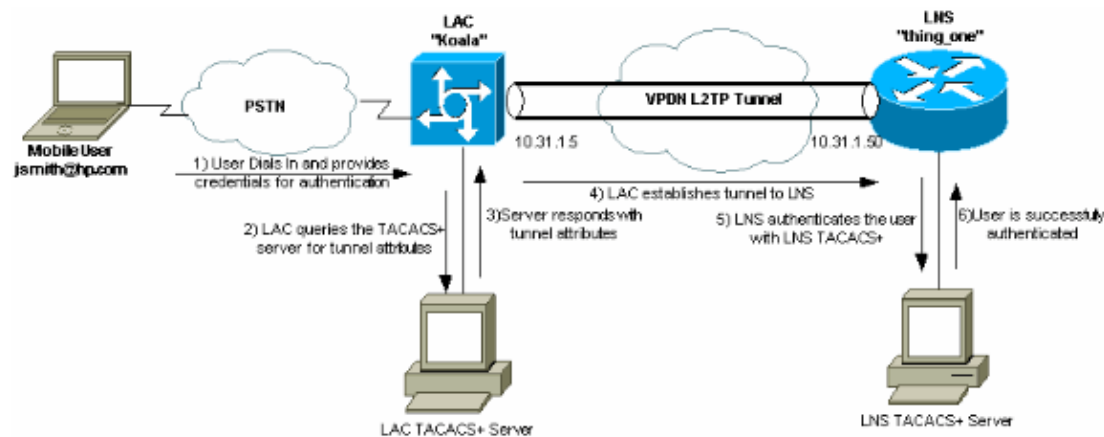 LAC
"Koala"
LNS
"thing_one"
PSTN
VPDN L2TP Tunnel
Mobile User
jsmith@hp.com
10.31.1.5
10.31.1.50
1) User Dials In and provides
credentials for authentication
2) LAC queries the TACACS+
server for tunnel attributes
3)Server responds with
tunnel attributes
4) LAC establishes tunnel to LNS
5) LNS authenticates the user
with LNS TACACS+
6)User is successfuly
authenticated
LAC TACACS+ Server
LNS TACACS+ Server